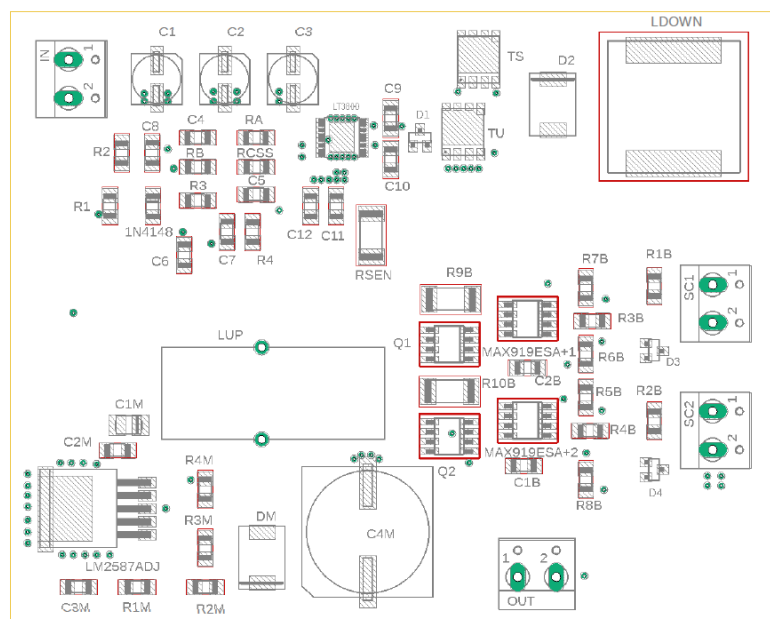 C1 C2 C3 LDOWN
IN 1 2
TS D2
C9
LT3800
D1 TU
C4 RA
R2 C8 RB RCSS
C10
R3 C5
R1
1N4148 C12 C11
C6 C7 R4
RSEN
R7B R1B SC1 1 2
R9B
R3B
LUP Q1
MAX919ESA+1
R6B D3
C2B
R10B R5B R2B SC2 1 2
C1M
C2M R4B
MAX919ESA+2
R4M Q2 C1B D4
R8B
R3M DM C4M
LM2587ADJ
1 2
C3M R1M R2M OUT